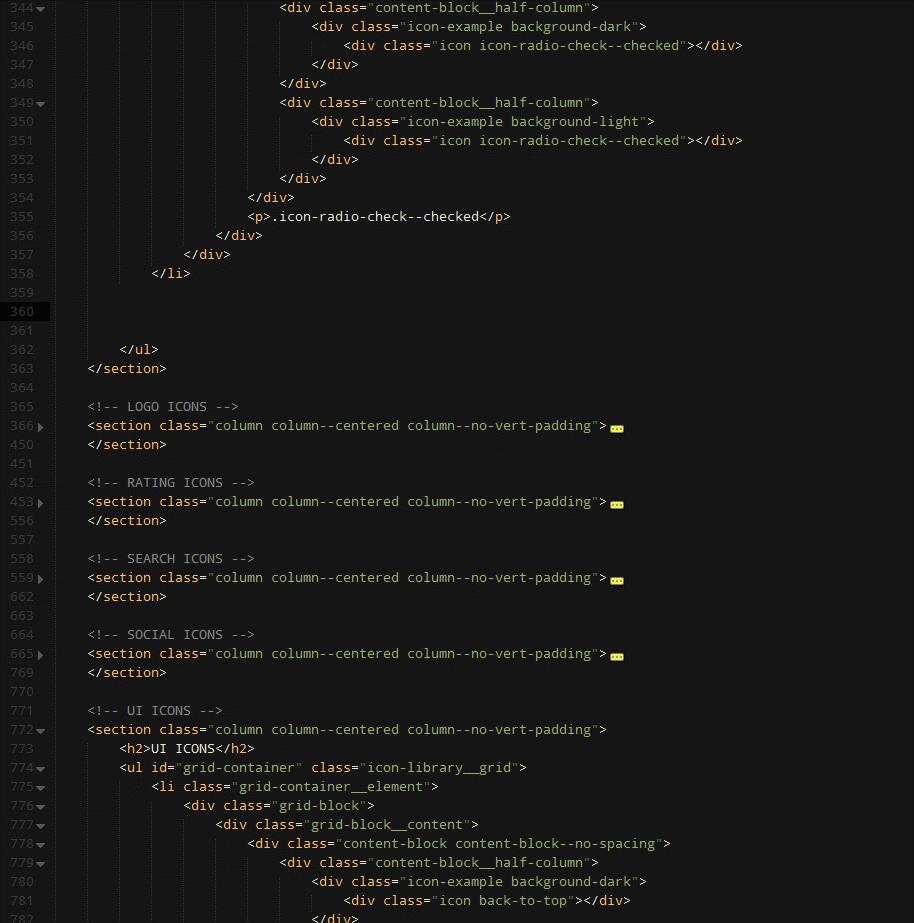 344 <div class="content-block__half-column">
345 <div class="icon-example background-dark">
346 <div class="icon icon-radio-check--checked"></div>
347 </div>
348 </div>
349 <div class="content-block__half-column">
350 <div class="icon-example background-light">
351 <div class="icon icon-radio-check--checked"></div>
352 </div>
353 </div>
354 </div>
355 <p>.icon-radio-check--checked</p>
356 </div>
357 </div>
358 </li>
359
360
361
362 </ul>
363 </section>
364
365 <!-- LOGO ICONS -->
366 <section class="column column--centered column--no-vert-padding">
450 </section>
451
452 <!-- RATING ICONS -->
453 <section class="column column--centered column--no-vert-padding">
556 </section>
557
558 <!-- SEARCH ICONS -->
559 <section class="column column--centered column--no-vert-padding">
662 </section>
663
664 <!-- SOCIAL ICONS -->
665 <section class="column column--centered column--no-vert-padding">
769 </section>
770
771 <!-- UI ICONS -->
772 <section class="column column--centered column--no-vert-padding">
773 <h2>UI ICONS</h2>
774 <ul id="grid-container" class="icon-library__grid">
775 <li class="grid-container__element">
776 <div class="grid-block">
777 <div class="grid-block__content">
778 <div class="content-block content-block--no-spacing">
779 <div class="content-block__half-column">
780 <div class="icon-example background-dark">
781 <div class="icon back-to-top"></div>
782 </div>